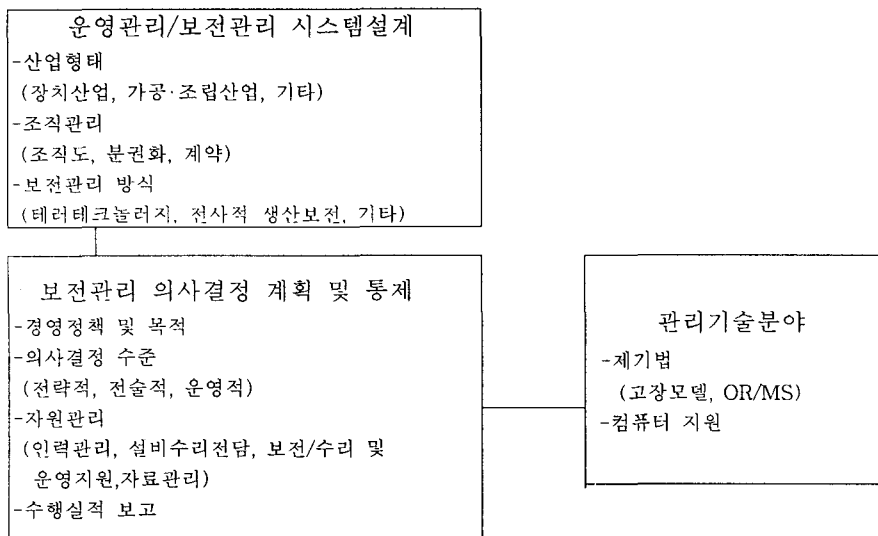 운영관리/보전관리 시스템설계
-산업형태
(장치산업, 가공·조립산업, 기타)
-조직관리
(조직도, 분권화, 계약)
-보전관리 방식
(테러테크놀러지, 전사적 생산보전, 기타)
보전관리 의사결정 계획 및 통제
-경영정책 및 목적
-의사결정 수준
(전략적, 전술적, 운영적)
-자원관리
(인력관리, 설비수리전담, 보전/수리 및
운영지원,자료관리)
-수행실적 보고
관리기술분야
-제기법
(고장모델, OR/MS)
-컴퓨터 지원